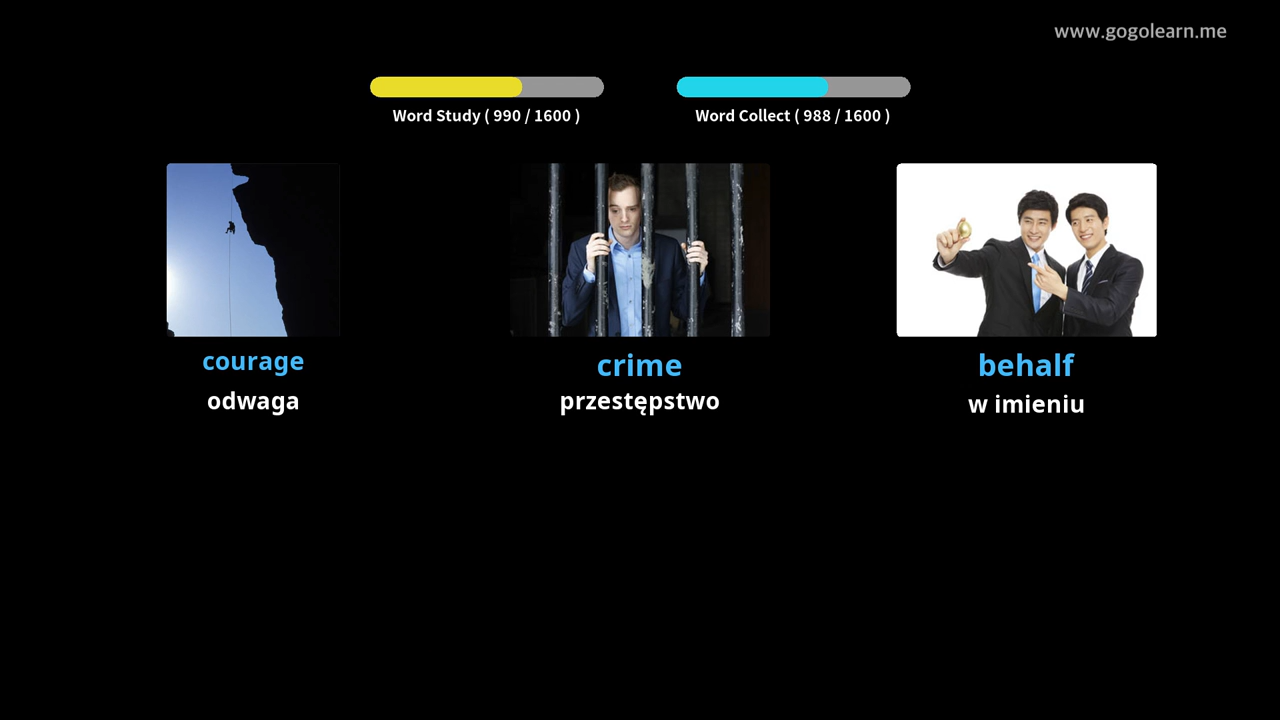 www.gogolearn.me
Word Study ( 990 / 1600 )
Word Collect ( 988 / 1600 )
courage
crime
behalf
odwaga
przestępstwo
w imieniu